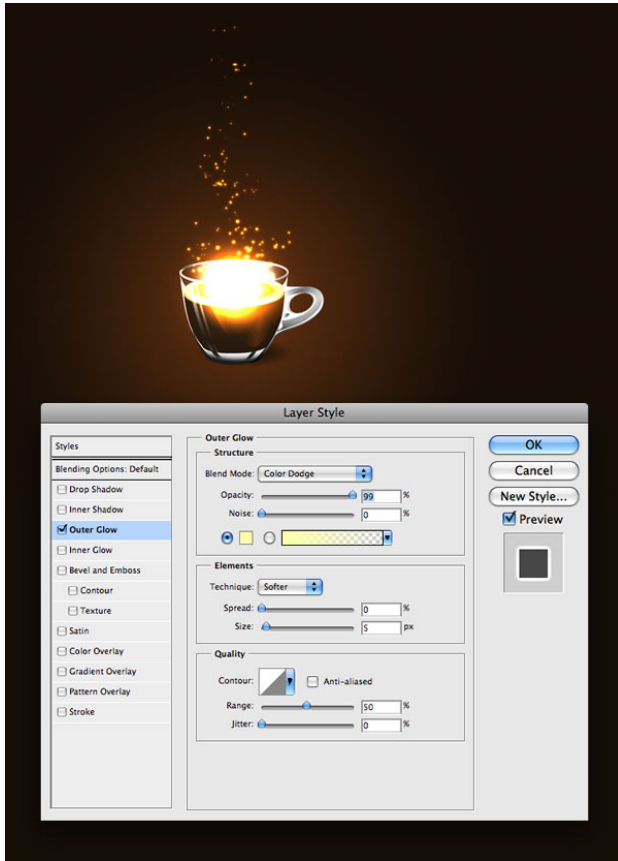 Layer Style
Styles
Blending Options: Default
Drop Shadow
Inner Shadow
Outer Glow
Inner Glow
Bevel and Emboss
Contour
Texture
Satin
Color Overlay
Gradient Overlay
Pattern Overlay
Stroke
Outer Glow
Structure
Blend Mode: Color Dodge
Opacity: 99 %
Noise: 0 %
Elements
Technique: Softer
Spread: 0 %
Size: 5 px
Quality
Contour: Anti-aliased
Range: 50 %
Jitter: 0 %
OK
Cancel
New Style...
Preview